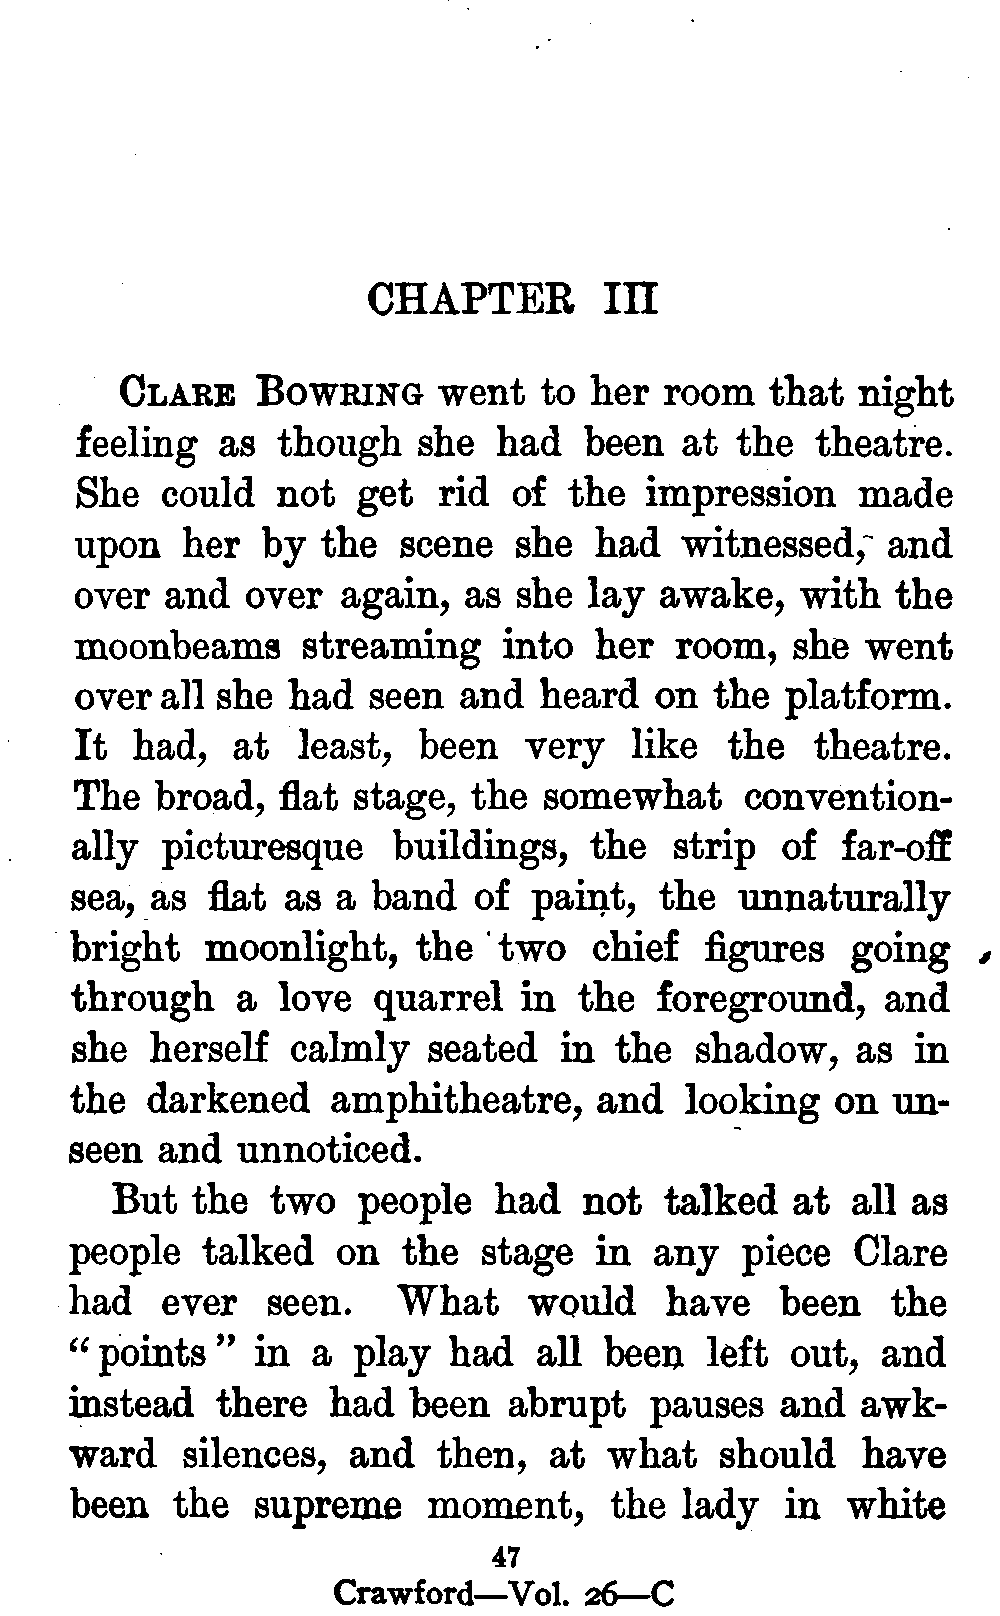 CHAPTER III
CLARE BOWRING went to her room that night
feeling as though she had been at the theatre.
She could not get rid of the impression made
upon her by the scene she had witnessed, and
over and over again, as she lay awake, with the
moonbeams streaming into her room, she went
over all she had seen and heard on the platform.
It had, at least, been very like the theatre.
The broad, flat stage, the somewhat convention-
ally picturesque buildings, the strip of far-off
sea, as flat as a band of paint, the unnaturally
bright moonlight, the two chief figures going
through a love quarrel in the foreground, and
she herself calmly seated in the shadow, as in
the darkened amphitheatre, and looking on un-
seen and unnoticed.
But the two people had not talked at all as
people talked on the stage in any piece Clare
had ever seen. What would have been the
“points” in a play had all been left out, and
instead there had been abrupt pauses and awk-
ward silences, and then, at what should have
been the supreme moment, the lady in white
47
Crawford—Vol. 26—C